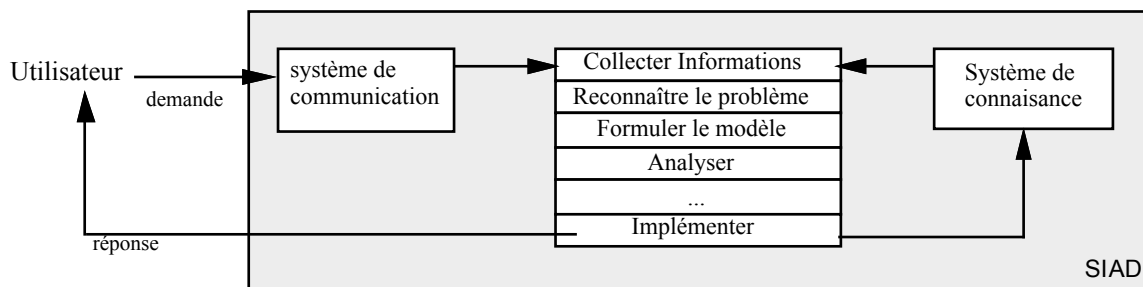 Utilisateur
demande
système de
communication
Collecter Informations
Reconnaître le problème
Formuler le modèle
Analyser
...
Implémenter
Système de
connaisance
réponse
SIAD